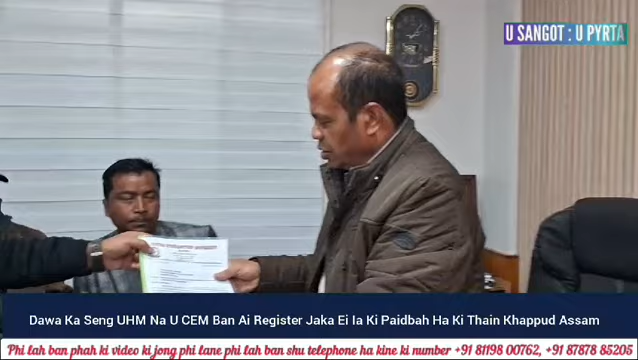 U SANGOT : U PYRTA
Dawa Ka Seng UHM Na U CEM Ban Ai Register Jaka Ei Ia Ki Paidbah Ha Ki Thain Khappud Assam
Phi lah ban phah ki video ki jong phi lane phi lah ban shu telephone ha kine ki number +91 81198 00762, +91 87878 85205